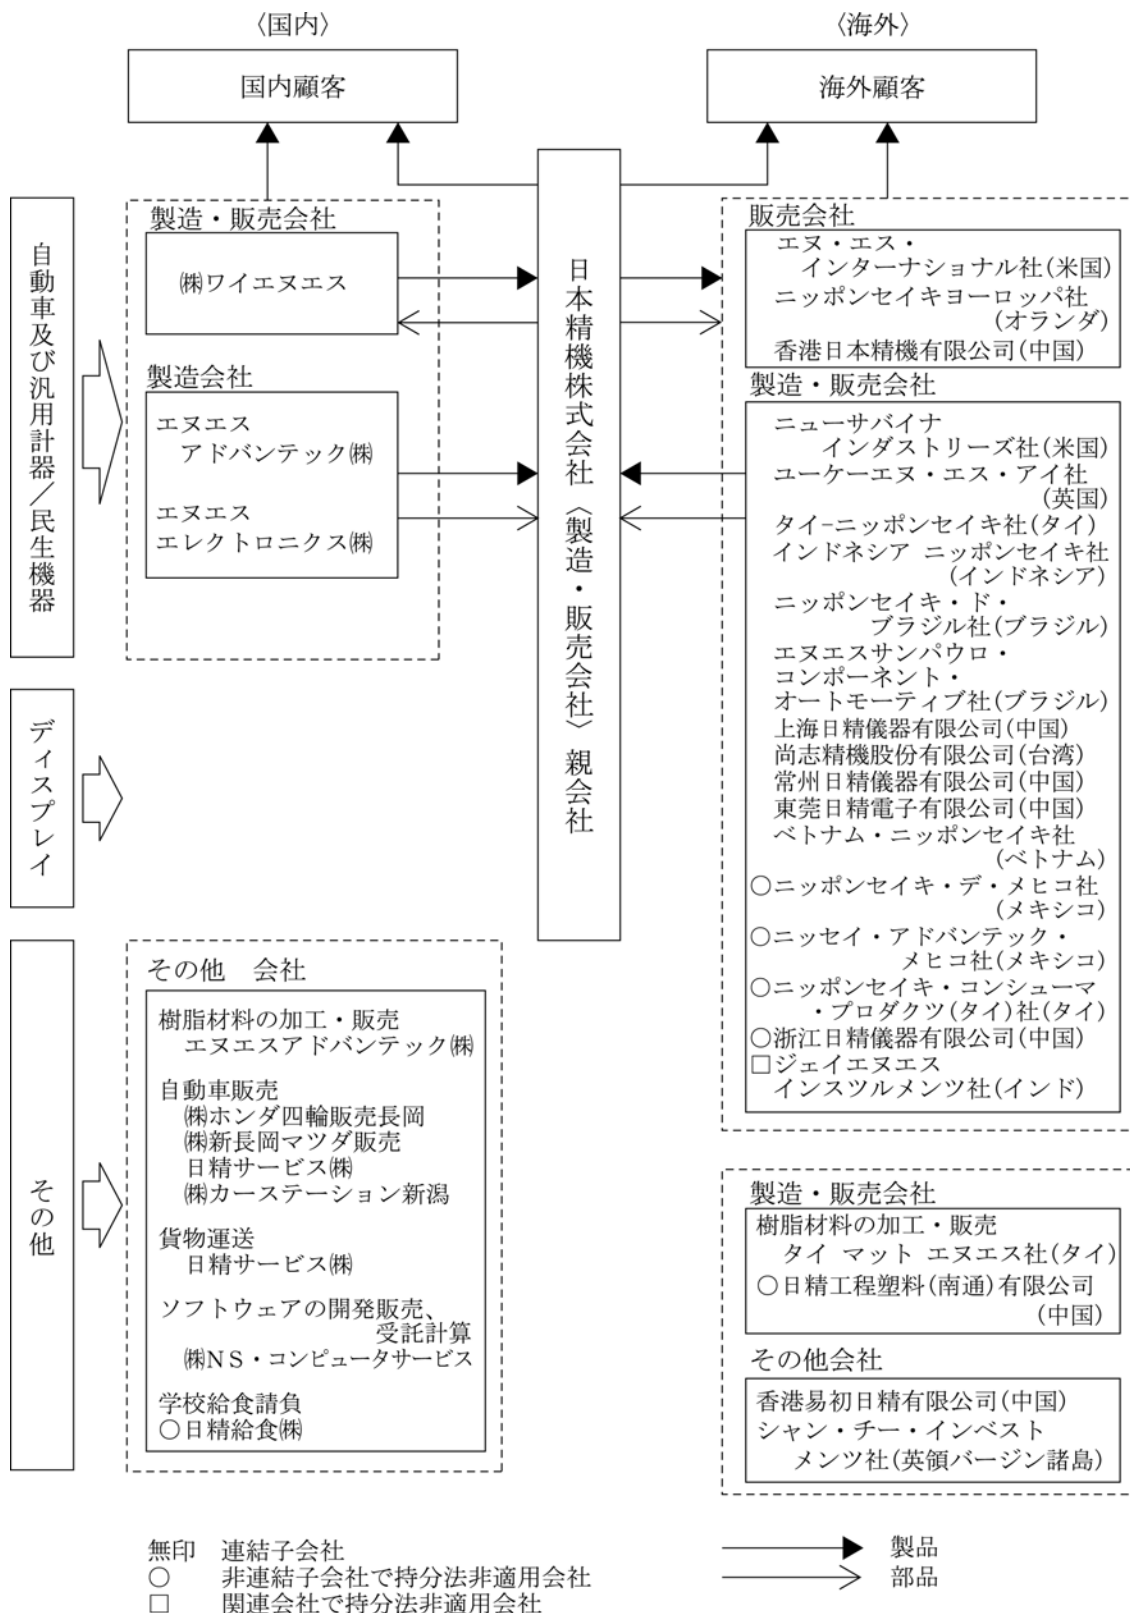 〈国内〉
〈海外〉
国内顧客
海外顧客
自動車及び汎用計器／民生機器
製造・販売会社
㈱ワイエヌエス
製造会社
エヌエス
アドバンテック㈱
エヌエス
エレクトロニクス㈱
日本精機株式会社〈製造・販売会社〉親会社
販売会社
エヌ・エス・
インターナショナル社(米国)
ニッポンセイキヨーロッパ社
(オランダ)
香港日本精機有限公司(中国)
製造・販売会社
ニューサバイナ
インダストリーズ社(米国)
ユーケーエヌ・エス・アイ社
(英国)
タイ−ニッポンセイキ社(タイ)
インドネシア ニッポンセイキ社
(インドネシア)
ニッポンセイキ・ド・
ブラジル社(ブラジル)
エヌエスサンパウロ・
コンポーネント・
オートモーティブ社(ブラジル)
上海日精儀器有限公司(中国)
尚志精機股份有限公司(台湾)
常州日精儀器有限公司(中国)
東莞日精電子有限公司(中国)
ベトナム・ニッポンセイキ社
(ベトナム)
○ニッポンセイキ・デ・メヒコ社
(メキシコ)
○ニッセイ・アドバンテック・
メヒコ社(メキシコ)
○ニッポンセイキ・コンシューマ
・プロダクツ(タイ)社(タイ)
○浙江日精儀器有限公司(中国)
□ジェイエヌエス
インスツルメンツ社(インド)
ディスプレイ
その他
その他　会社
樹脂材料の加工・販売
エヌエスアドバンテック㈱
自動車販売
㈱ホンダ四輪販売長岡
㈱新長岡マツダ販売
日精サービス㈱
㈱カーステーション新潟
貨物運送
日精サービス㈱
ソフトウェアの開発販売、
受託計算
㈱ＮＳ・コンピュータサービス
学校給食請負
○日精給食㈱
製造・販売会社
樹脂材料の加工・販売
タイ マット エヌエス社(タイ)
○日精工程塑料(南通)有限公司
(中国)
その他会社
香港易初日精有限公司(中国)
シャン・チー・インベスト
メンツ社(英領バージン諸島)
無印　連結子会社
○　非連結子会社で持分法非適用会社
□　関連会社で持分法非適用会社
製品
部品